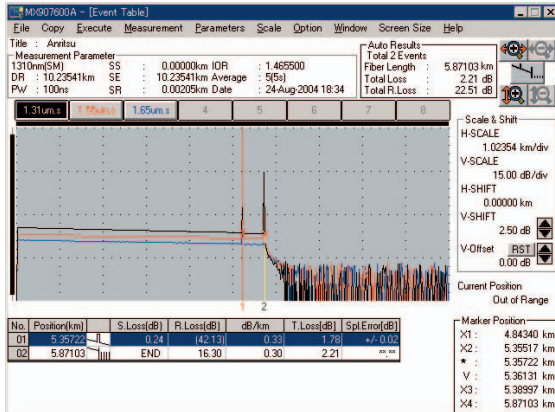 MX907600A - [Event Table]
File Copy Execute Measurement Parameters Scale Option Window Screen Size Help
Title : Anritsu
Measurement Parameter
1310nm(SM) SS : 0.00000km IOR : 1.465500
DR : 10.23541km SE : 10.23541km Average : 5(5s)
PW : 100ns SR : 0.00205km Date : 24-Aug-2004 18:34
Auto Results
Total 2 Events
Fiber Length : 5.87103 km
Total Loss : 2.21 dB
Total R.Loss : 22.51 dB
1.31um.s 1.55um.s 1.65um.s 4 5 6 7 8
Scale & Shift
H-SCALE
1.02354 km/div
V-SCALE
15.00 dB/div
H-SHIFT
0.00000 km
V-SHIFT
2.50 dB
V-Offset RST
0.00 dB
Current Position
Out of Range
1 2
No. Position(km) S.Loss(dB) R.Loss(dB) dB/km T.Loss(dB) Spl.Error(dB)
01 5.35722 0.24 (42.13) 0.33 1.78 +/-0.02
02 5.87103 END 16.30 0.30 2.21 **.**
Marker Position
X1 : 4.84340 km
X2 : 5.35517 km
* : 5.35722 km
V : 5.36131 km
X3 : 5.38997 km
X4 : 5.87103 km